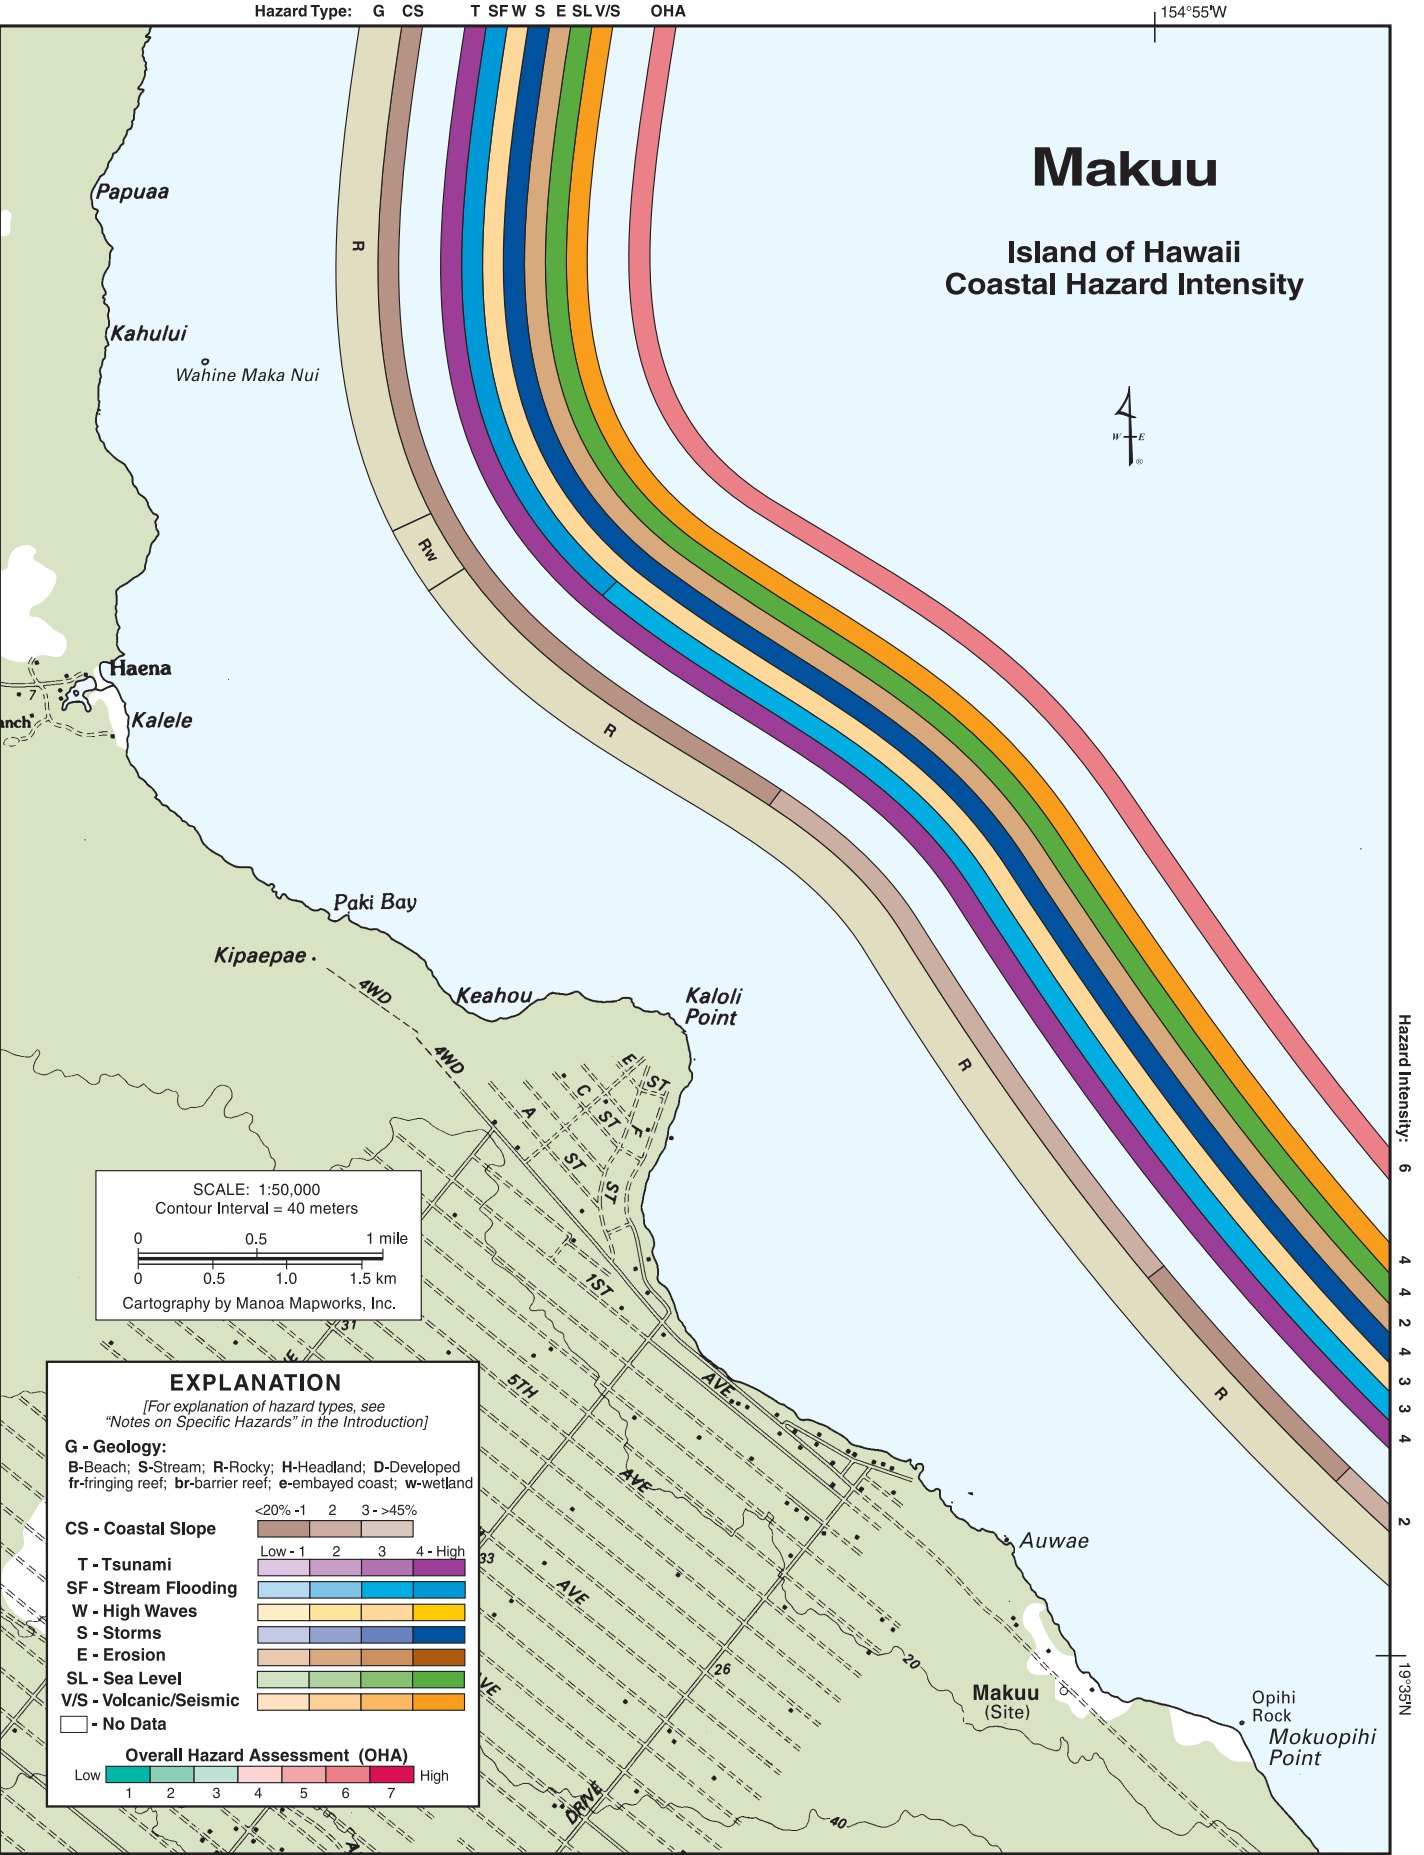 Hazard Type: G CS T SF W S E SL V/S OHA
154°55'W
Makuu
Island of Hawaii
Coastal Hazard Intensity
W E
®
Papuaa
R
Kahului
Wahine Maka Nui
Rw
Haena
7
anch
Kalele
R
Paki Bay
Kipaepae
4WD
Keahou
Kaloli
Point
4WD
E
ST
C
ST
F
A
ST
ST
R
Hazard Intensity: 6 4 4 2 4 3 3 4 2
1ST
R
SCALE: 1:50,000
Contour Interval = 40 meters
0 0.5 1 mile
0 0.5 1.0 1.5 km
Cartography by Manoa Mapworks, Inc.
31
E
5TH
AVE
AVE
33
AVE
Auwae
20
26
VE
Makuu
(Site)
Opihi
Rock
Mokuopihi
Point
19°35'N
DRIVE
40
A
EXPLANATION
[For explanation of hazard types, see
“Notes on Specific Hazards” in the Introduction]
G - Geology:
B-Beach; S-Stream; R-Rocky; H-Headland; D-Developed
fr-fringing reef; br-barrier reef; e-embayed coast; w-wetland
<20% -1 2 3 - >45%
CS - Coastal Slope
Low - 1 2 3 4 - High
T - Tsunami
SF - Stream Flooding
W - High Waves
S - Storms
E - Erosion
SL - Sea Level
V/S - Volcanic/Seismic
- No Data
Overall Hazard Assessment (OHA)
Low High
1 2 3 4 5 6 7